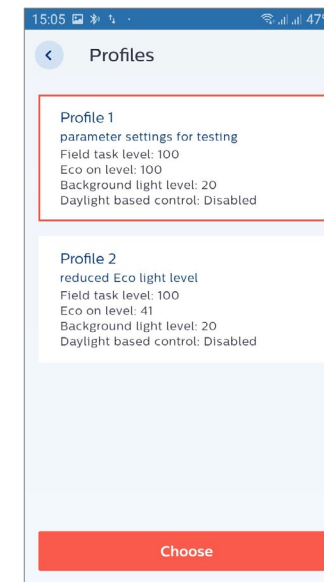 15:05 47%
Profiles
Profile 1
parameter settings for testing
Field task level: 100
Eco on level: 100
Background light level: 20
Daylight based control: Disabled
Profile 2
reduced Eco light level
Field task level: 100
Eco on level: 41
Background light level: 20
Daylight based control: Disabled
Choose